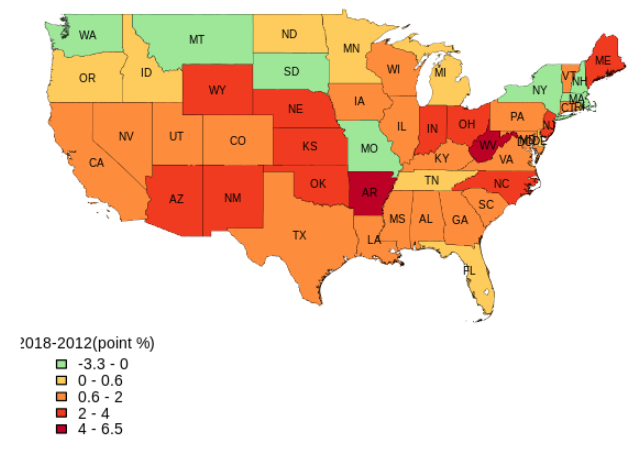 WA
MT
ND
MN
ME
OR
ID
SD
WI
MI
VT
NH
NY
MA
CT
RI
WY
NE
IA
PA
NJ
NV
UT
CO
KS
MO
IL
IN
OH
WV
MD
DC
DE
VA
KY
CA
AZ
NM
OK
AR
TN
NC
SC
TX
LA
MS
AL
GA
FL
2018-2012(point %)
-3.3 - 0
0 - 0.6
0.6 - 2
2 - 4
4 - 6.5